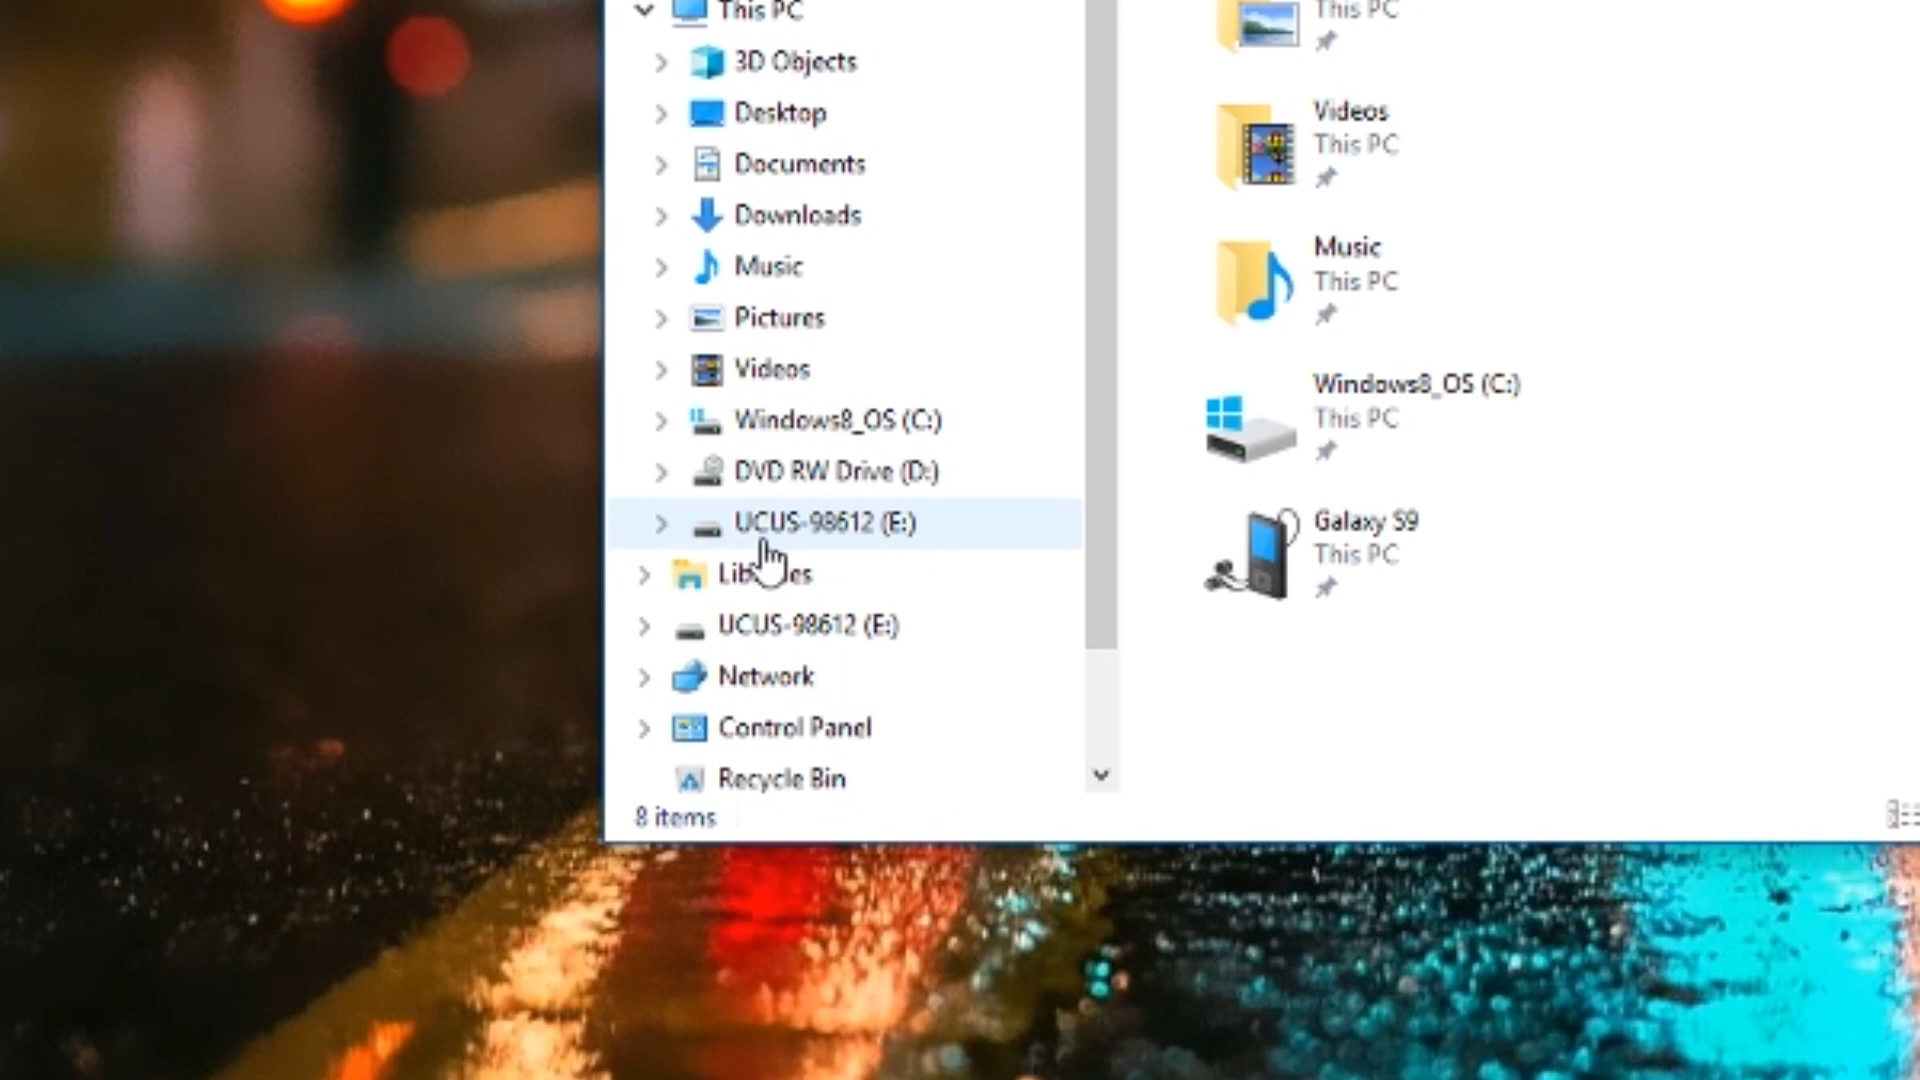 This PC
3D Objects
Desktop
Documents
Downloads
Music
Pictures
Videos
Windows8_OS (C:)
DVD RW Drive (D:)
UCUS-98612 (E:)
UCUS-98612 (E:)
Network
Control Panel
Recycle Bin
8 items
This PC
Videos
This PC
Music
This PC
Windows8_OS (C:)
This PC
Galaxy S9
This PC